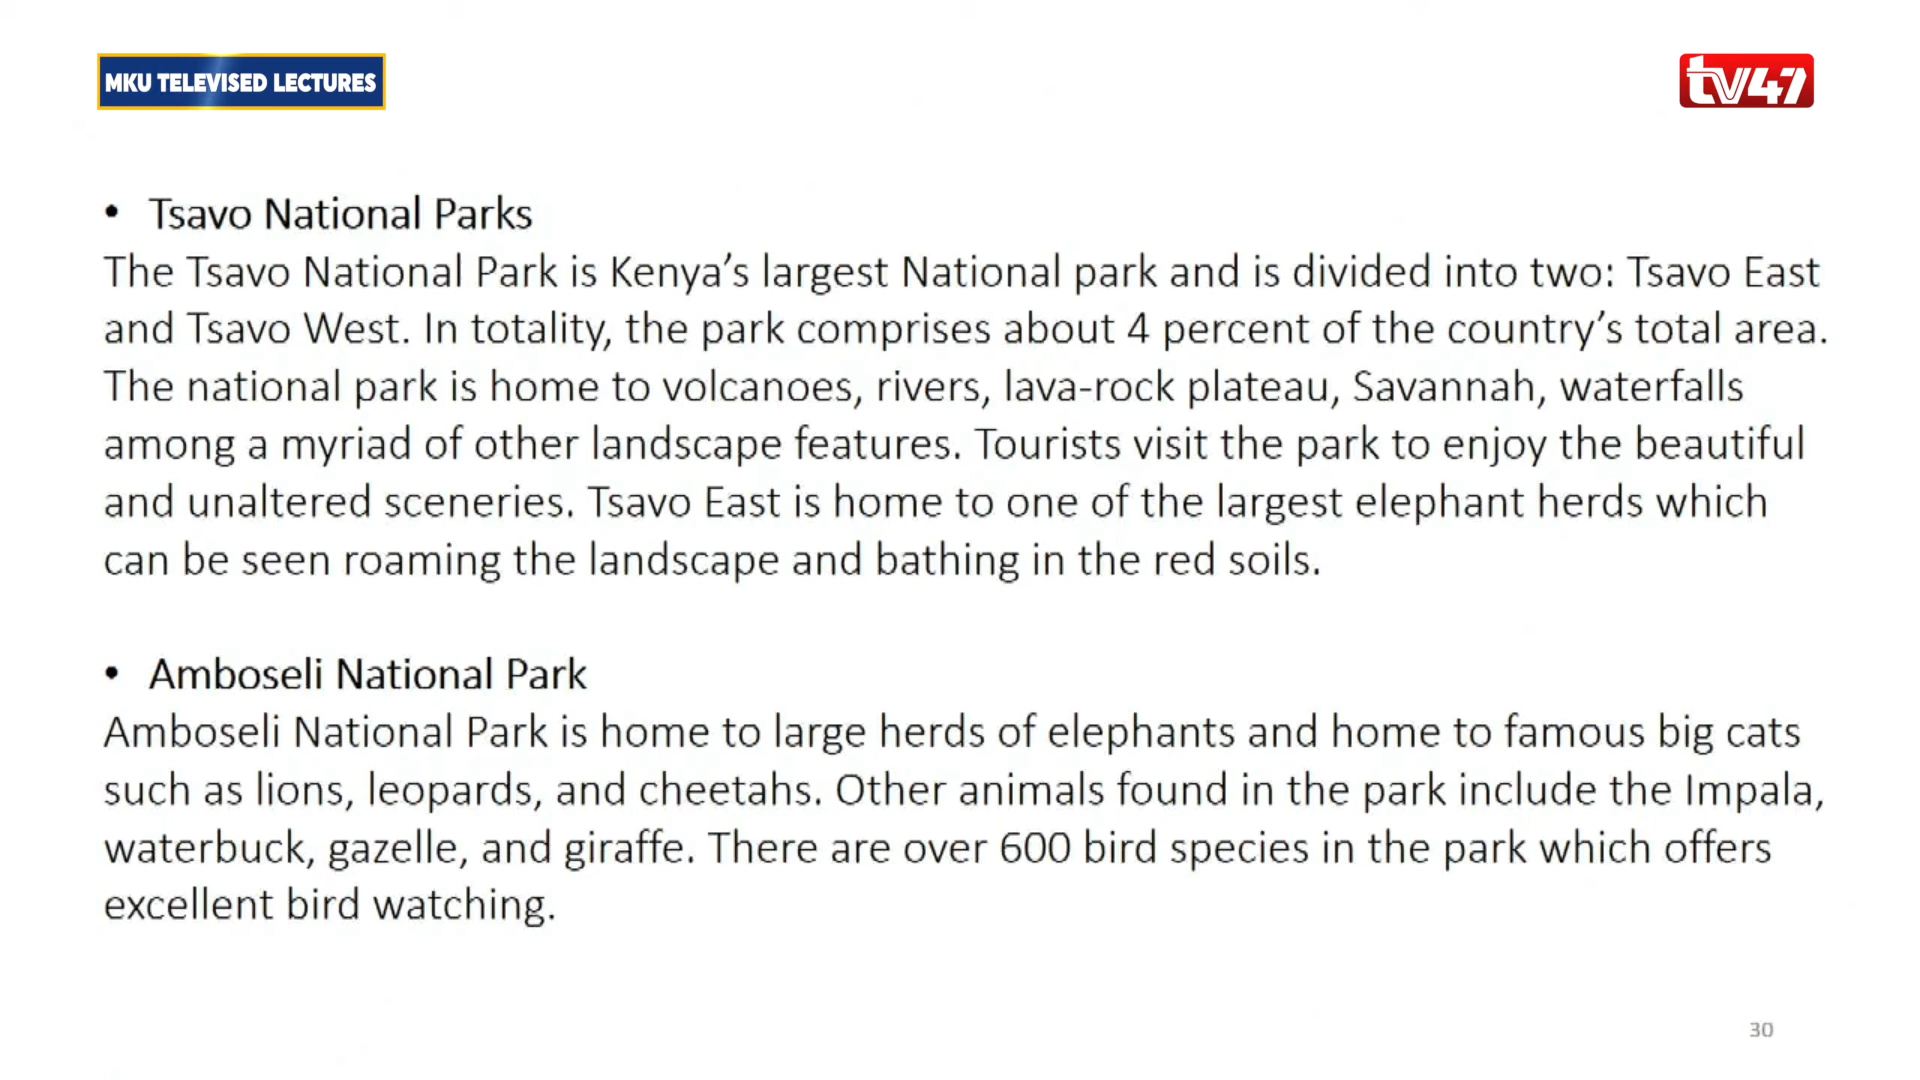 MKU TELEVISED LECTURES
tv47
• Tsavo National Parks
The Tsavo National Park is Kenya’s largest National park and is divided into two: Tsavo East
and Tsavo West. In totality, the park comprises about 4 percent of the country’s total area.
The national park is home to volcanoes, rivers, lava-rock plateau, Savannah, waterfalls
among a myriad of other landscape features. Tourists visit the park to enjoy the beautiful
and unaltered sceneries. Tsavo East is home to one of the largest elephant herds which
can be seen roaming the landscape and bathing in the red soils.
• Amboseli National Park
Amboseli National Park is home to large herds of elephants and home to famous big cats
such as lions, leopards, and cheetahs. Other animals found in the park include the Impala,
waterbuck, gazelle, and giraffe. There are over 600 bird species in the park which offers
excellent bird watching.
30